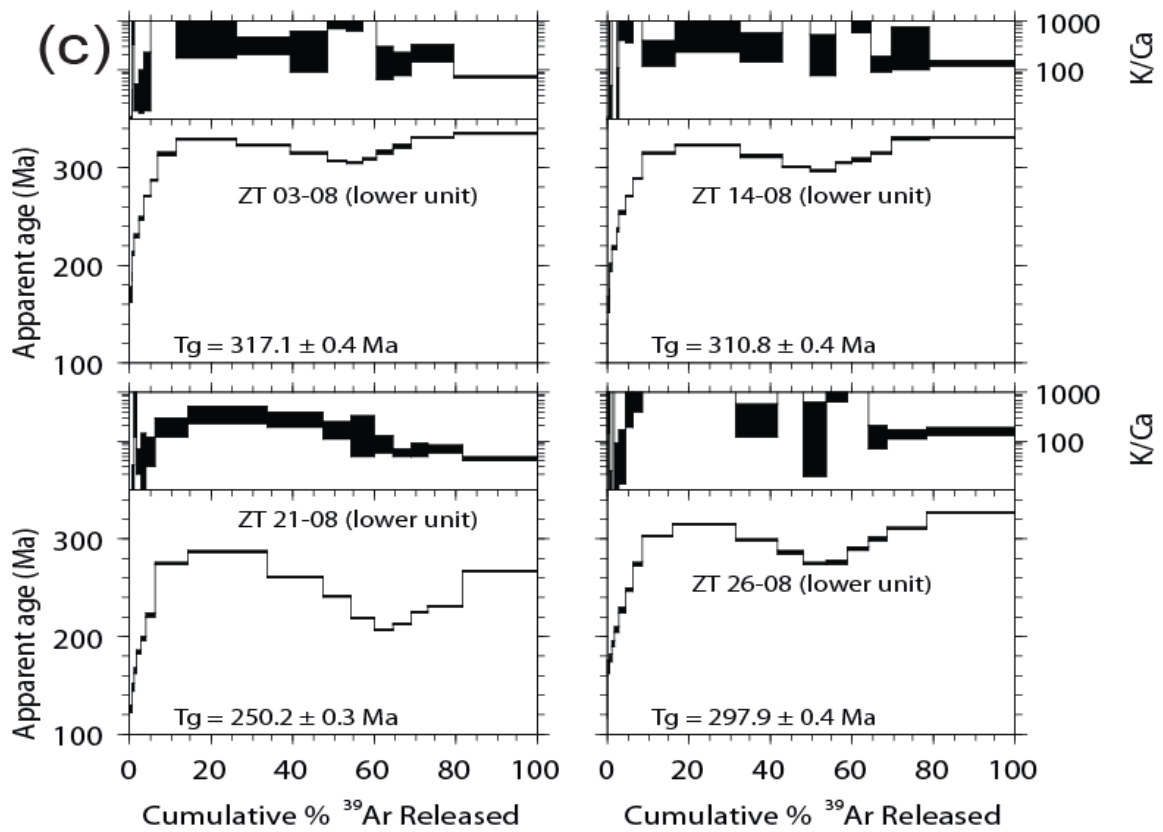 (c)
1000
100
K/Ca
Apparent age (Ma)
300
200
100
ZT 03-08 (lower unit)
Tg = 317.1 ± 0.4 Ma
ZT 14-08 (lower unit)
Tg = 310.8 ± 0.4 Ma
1000
100
K/Ca
Apparent age (Ma)
300
200
100
ZT 21-08 (lower unit)
Tg = 250.2 ± 0.3 Ma
ZT 26-08 (lower unit)
Tg = 297.9 ± 0.4 Ma
0 20 40 60 80 100
0 20 40 60 80 100
Cumulative % ³⁹Ar Released
Cumulative % ³⁹Ar Released